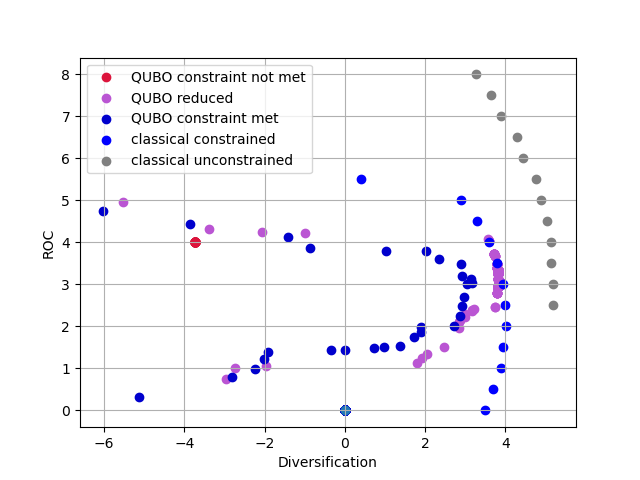 ROC
8
7
6
5
4
3
2
1
0
QUBO constraint not met
QUBO reduced
QUBO constraint met
classical constrained
classical unconstrained
−6 −4 −2 0 2 4
Diversification